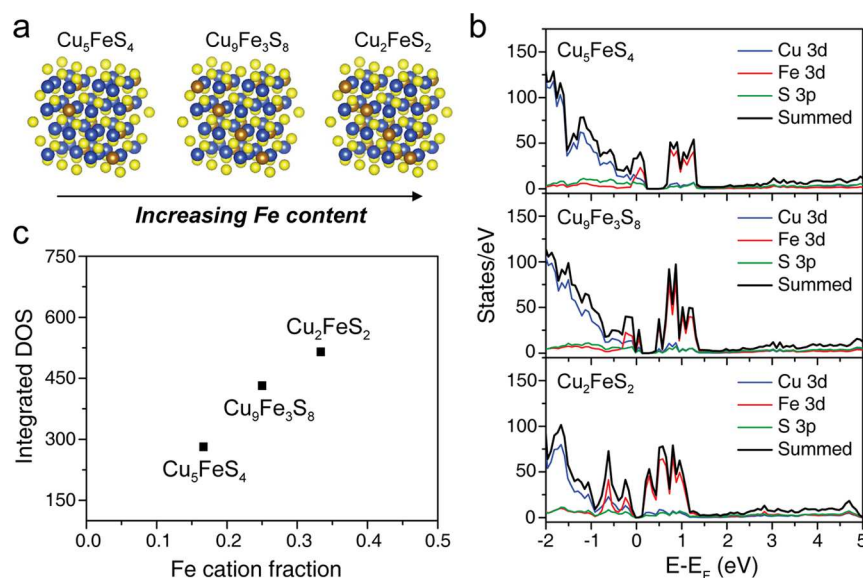 a
Cu₅FeS₄ Cu₉Fe₃S₈ Cu₂FeS₂
Increasing Fe content
c
Integrated DOS
750
600
450
300
150
Cu₂FeS₂
Cu₉Fe₃S₈
Cu₅FeS₄
0.0 0.1 0.2 0.3 0.4 0.5
Fe cation fraction
b
States/eV
150
100
50
0
Cu₅FeS₄
Cu 3d
Fe 3d
S 3p
Summed
150
100
50
0
Cu₉Fe₃S₈
Cu 3d
Fe 3d
S 3p
Summed
150
100
50
0
Cu₂FeS₂
Cu 3d
Fe 3d
S 3p
Summed
-2 -1 0 1 2 3 4 5
E-E_F (eV)